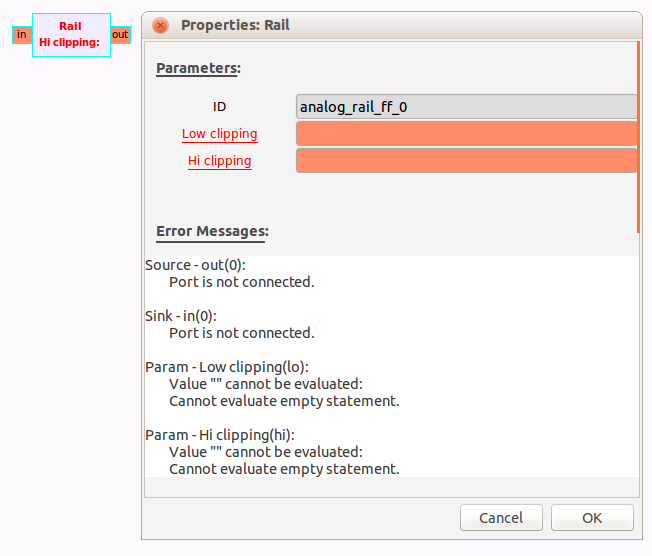 in
Rail
Hi clipping:
out
Properties: Rail
Parameters:
ID
analog_rail_ff_0
Low clipping
Hi clipping
Error Messages:
Source - out(0):
Port is not connected.
Sink - in(0):
Port is not connected.
Param - Low clipping(lo):
Value "" cannot be evaluated:
Cannot evaluate empty statement.
Param - Hi clipping(hi):
Value "" cannot be evaluated:
Cannot evaluate empty statement.
Cancel
OK